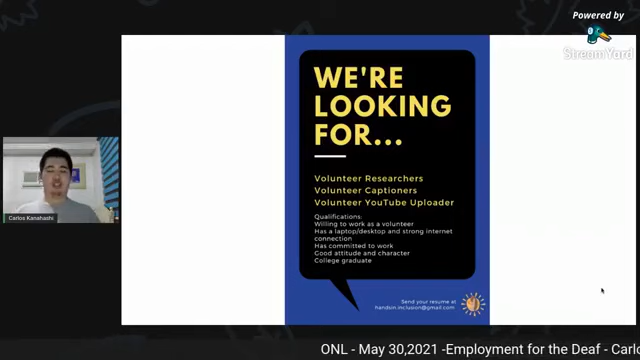 Powered by
StreamYard
WE'RE
LOOKING
FOR...
Volunteer Researchers
Volunteer Captioners
Volunteer YouTube Uploader
Qualifications:
Willing to work as a volunteer
Has a laptop/desktop and strong internet
connection
Has committed to work
Good attitude and character
College graduate
Send your resume at
handsin.inclusion@gmail.com
Carlos Kanahashi
ONL - May 30,2021 -Employment for the Deaf - Carlo